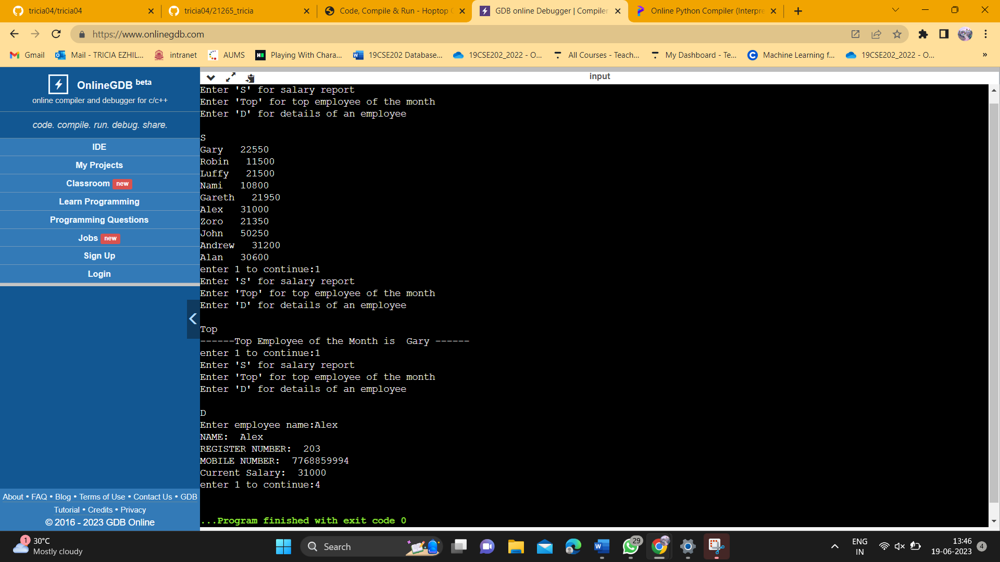 tricia04/tricia04
tricia04/21265_tricia
Code, Compile & Run - Hoptop
GDB online Debugger | Compiler
Online Python Compiler (Interpre
https://www.onlinegdb.com
Gmail
Mail - TRICIA EZHIL...
intranet
AUMS
Playing With Chara...
19CSE202 Database...
19CSE202_2022 - O...
All Courses - Teach...
My Dashboard - Te...
Machine Learning f...
19CSE202_2022 - O...
»
OnlineGDB beta
online compiler and debugger for c/c++
code. compile. run. debug. share.
IDE
My Projects
Classroom new
Learn Programming
Programming Questions
Jobs new
Sign Up
Login
About • FAQ • Blog • Terms of Use • Contact Us • GDB
Tutorial • Credits • Privacy
© 2016 - 2023 GDB Online
input
Enter 'S' for salary report
Enter 'Top' for top employee of the month
Enter 'D' for details of an employee
S
Gary   22550
Robin   11500
Luffy   21500
Nami   10800
Gareth   21950
Alex   31000
Zoro   21350
John   50250
Andrew   31200
Alan   30600
enter 1 to continue:1
Enter 'S' for salary report
Enter 'Top' for top employee of the month
Enter 'D' for details of an employee
Top
------Top Employee of the Month is  Gary ------
enter 1 to continue:1
Enter 'S' for salary report
Enter 'Top' for top employee of the month
Enter 'D' for details of an employee
D
Enter employee name:Alex
NAME:  Alex
REGISTER NUMBER:  203
MOBILE NUMBER:  7768859994
Current Salary:  31000
enter 1 to continue:4
...Program finished with exit code 0
1
30°C
Mostly cloudy
Search
29
ENG
IN
13:46
19-06-2023
4